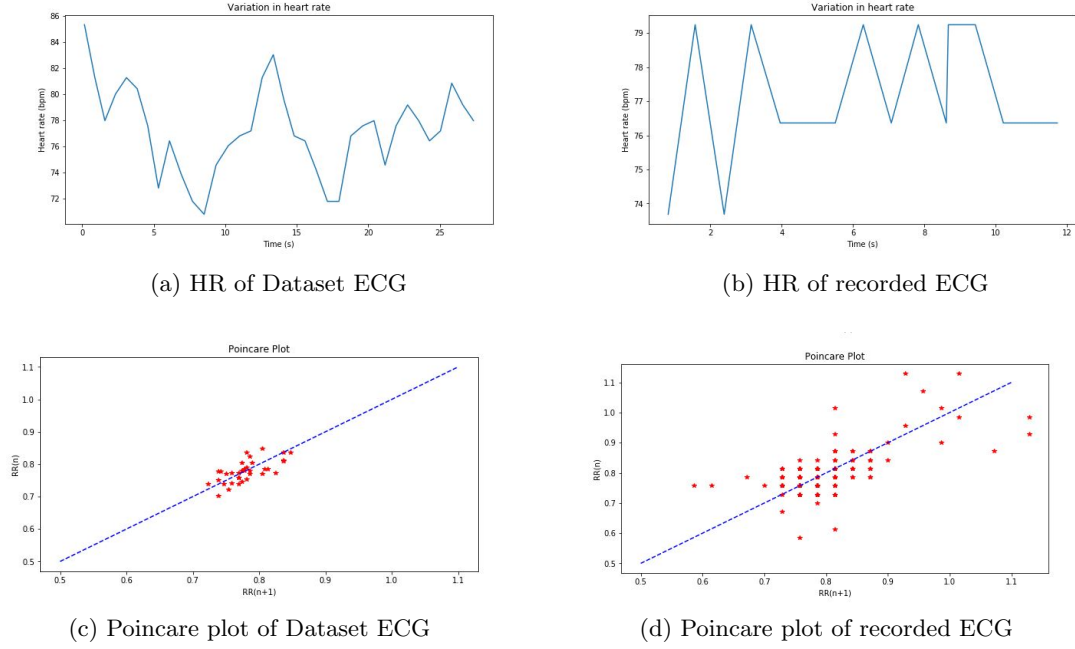 Variation in heart rate
86
84
82
80
78
76
74
72
Heart rate (bpm)
0 5 10 15 20 25
Time (s)
(a) HR of Dataset ECG
Variation in heart rate
79
78
77
76
75
74
Heart rate (bpm)
2 4 6 8 10 12
Time (s)
(b) HR of recorded ECG
Poincare Plot
1.1
1.0
0.9
0.8
0.7
0.6
0.5
RR(n)
0.5 0.6 0.7 0.8 0.9 1.0 1.1
RR(n+1)
(c) Poincare plot of Dataset ECG
Poincare Plot
1.1
1.0
0.9
0.8
0.7
0.6
0.5
RR(n)
0.5 0.6 0.7 0.8 0.9 1.0 1.1
RR(n+1)
(d) Poincare plot of recorded ECG